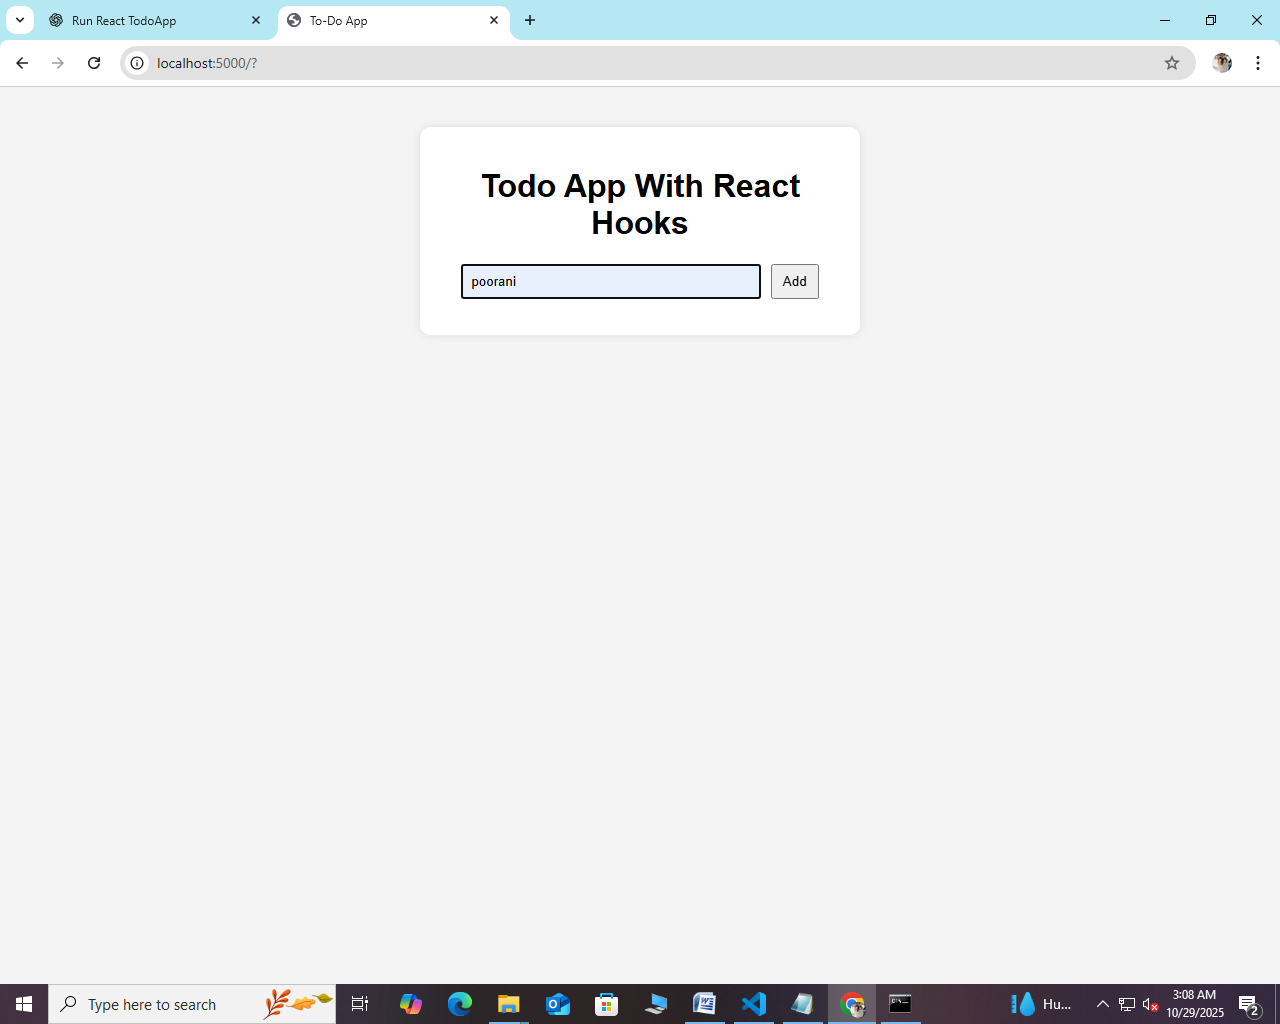 Run React TodoApp
To-Do App
localhost:5000/?
Todo App With React
Hooks
poorani
Add
Type here to search
Hu...
3:08 AM
10/29/2025
2